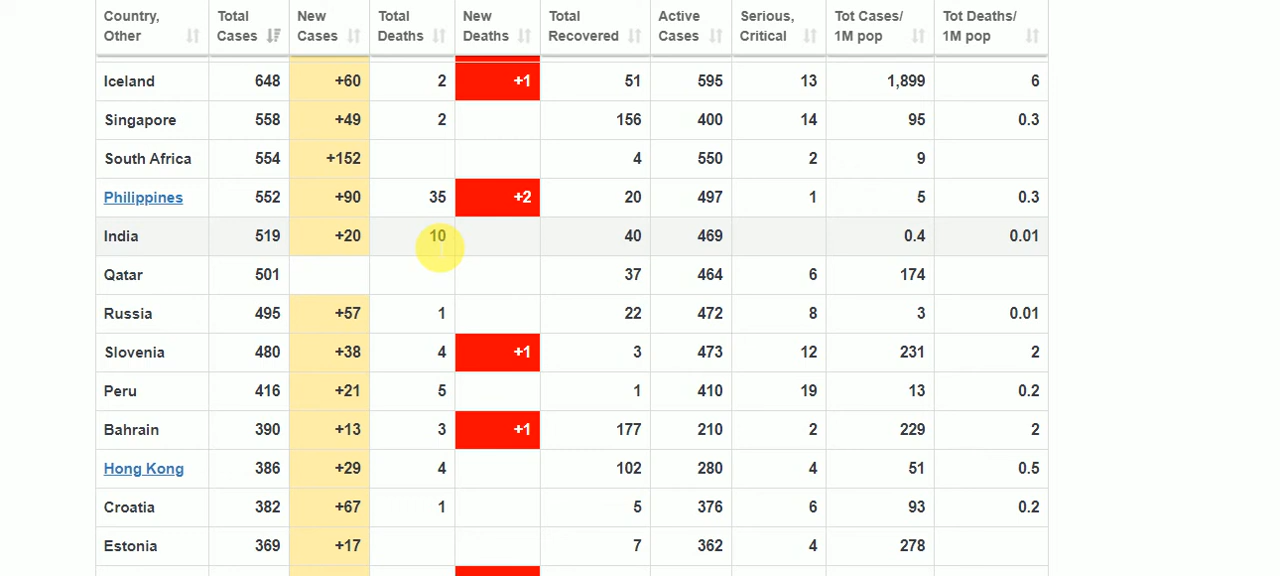 Country, Other Total Cases New Cases Total Deaths New Deaths Total Recovered Active Cases Serious, Critical Tot Cases/ 1M pop Tot Deaths/ 1M pop
Iceland 648 +60 2 +1 51 595 13 1,899 6
Singapore 558 +49 2 156 400 14 95 0.3
South Africa 554 +152 4 550 2 9
Philippines 552 +90 35 +2 20 497 1 5 0.3
India 519 +20 10 40 469 0.4 0.01
Qatar 501 37 464 6 174
Russia 495 +57 1 22 472 8 3 0.01
Slovenia 480 +38 4 +1 3 473 12 231 2
Peru 416 +21 5 1 410 19 13 0.2
Bahrain 390 +13 3 +1 177 210 2 229 2
Hong Kong 386 +29 4 102 280 4 51 0.5
Croatia 382 +67 1 5 376 6 93 0.2
Estonia 369 +17 7 362 4 278